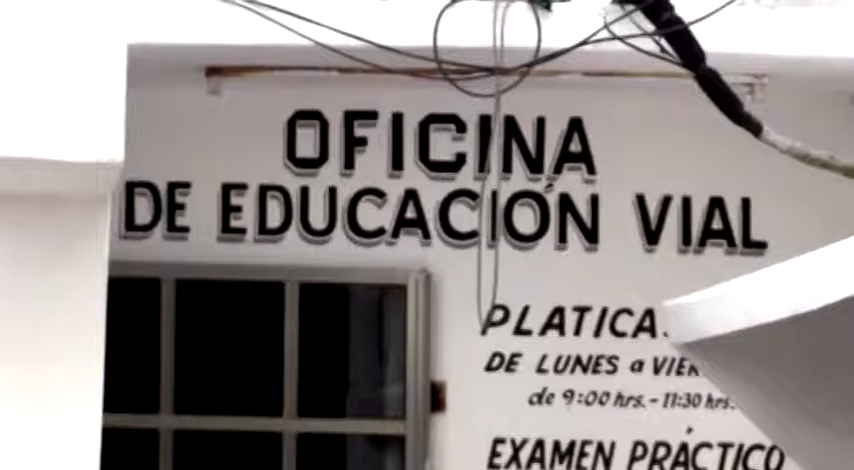 OFICINA
DE EDUCACIÓN VIAL
PLATICA
DE LUNES a
de 9:00 hrs. - 11:30 hrs.
EXAMEN PRÁCTICO